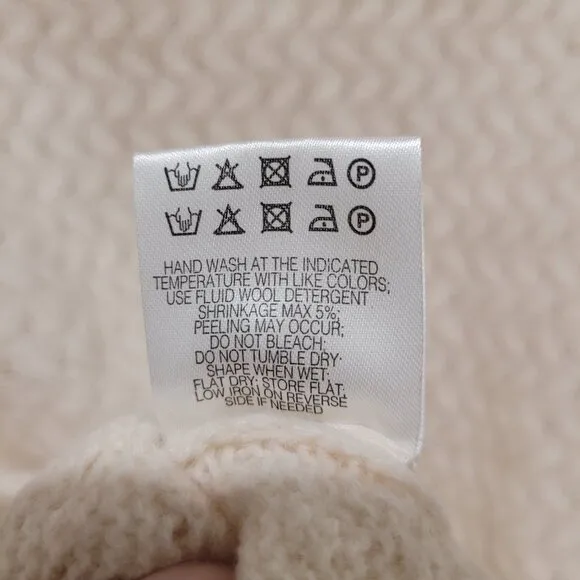 P
P
HAND WASH AT THE INDICATED
TEMPERATURE WITH LIKE COLORS;
USE FLUID WOOL DETERGENT
SHRINKAGE MAX 5%;
PEELING MAY OCCUR;
DO NOT BLEACH;
DO NOT TUMBLE DRY;
SHAPE WHEN WET;
FLAT DRY; STORE FLAT;
LOW IRON ON REVERSE
SIDE IF NEEDED